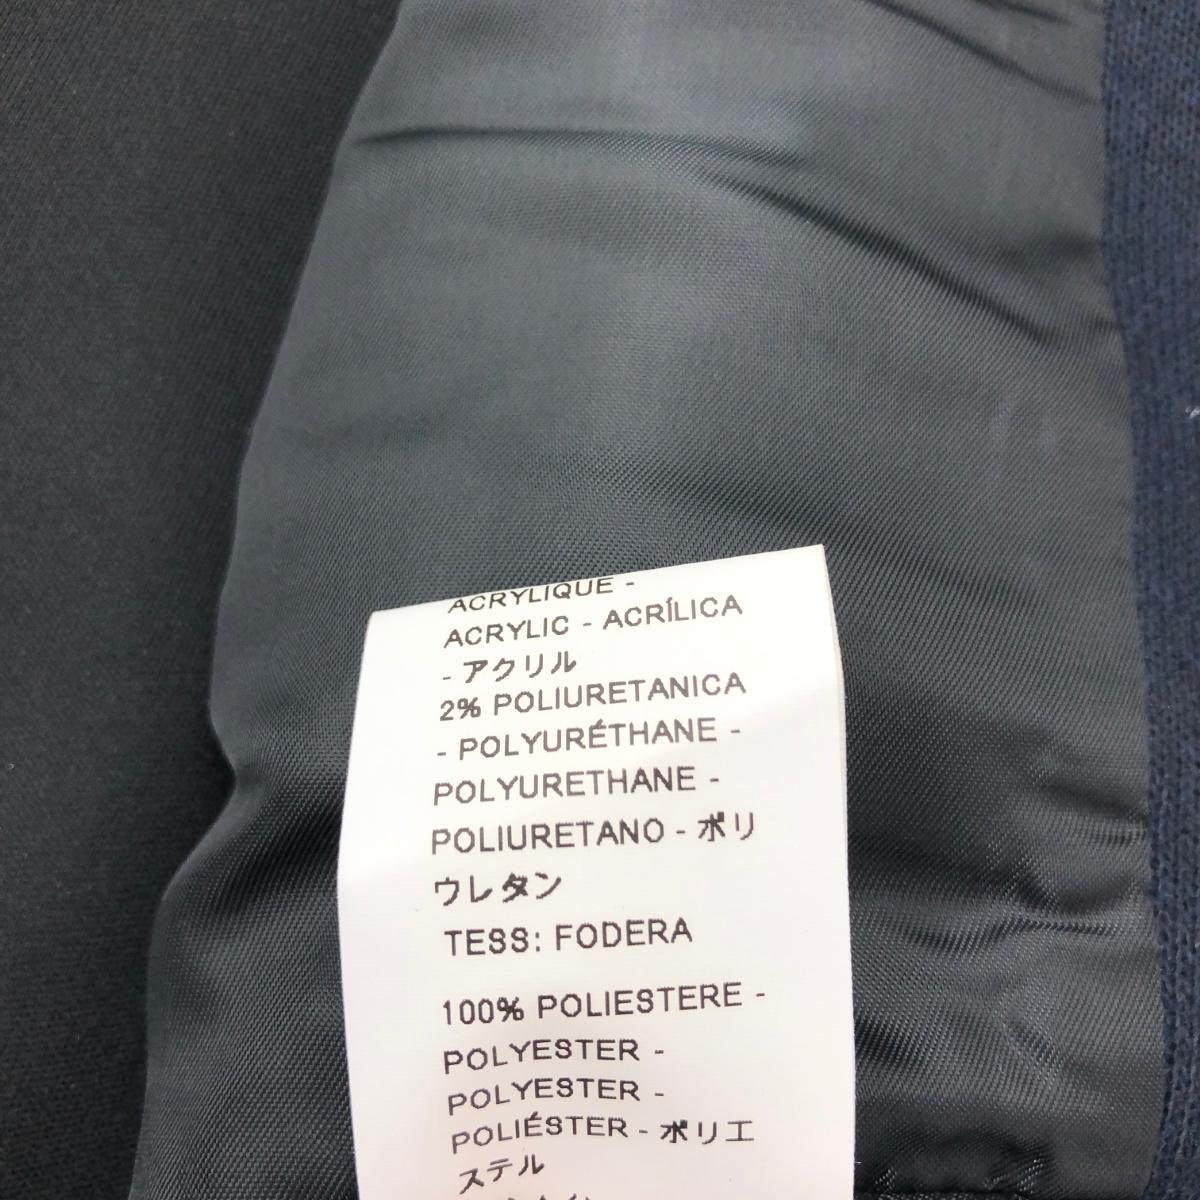 ACRYLIQUE -
ACRYLIC - ACRÍLICA
- アクリル
2% POLIURETANICA
- POLYURÉTHANE -
POLYURETHANE -
POLIURETANO - ポリ
ウレタン
TESS: FODERA
100% POLIESTERE -
POLYESTER -
POLYESTER -
POLIÉSTER - ポリエ
ステル